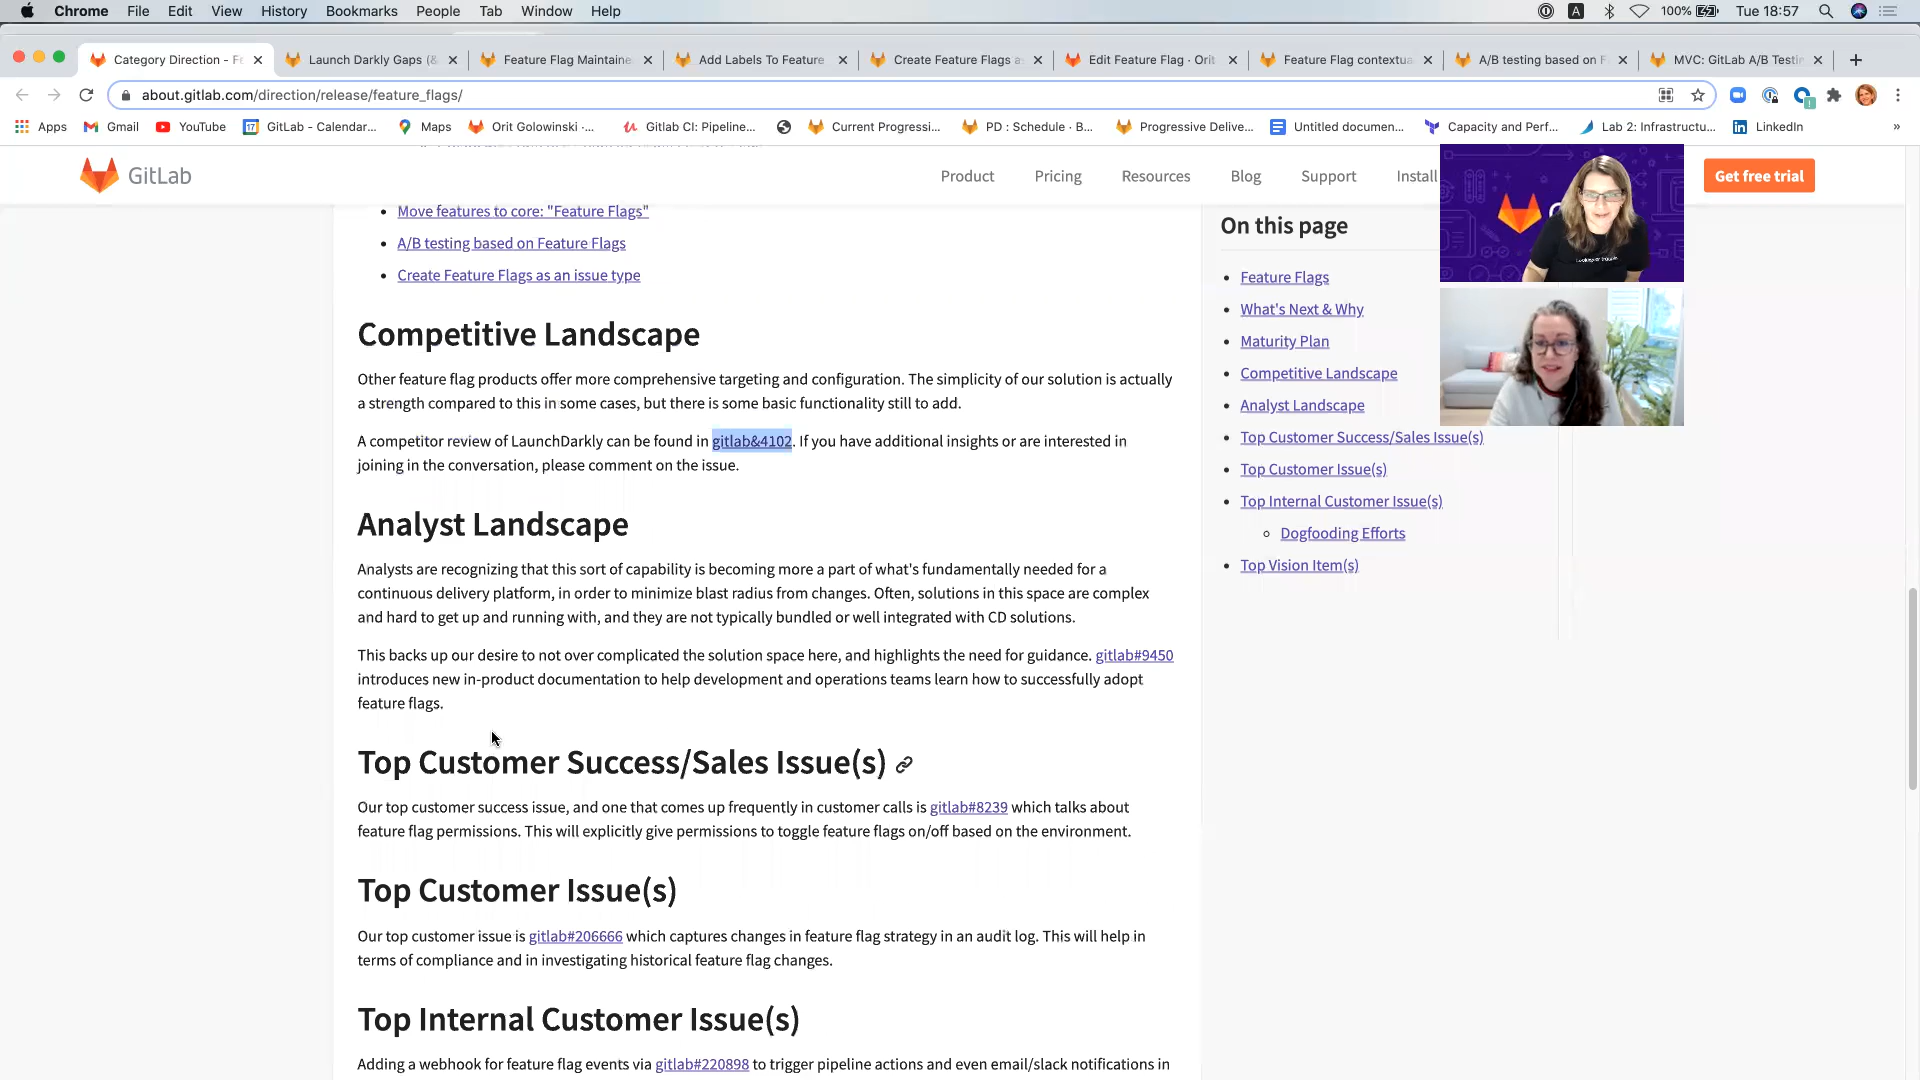 Chrome File Edit View History Bookmarks People Tab Window Help 100% Tue 18:57
Category Direction - Fe Launch Darkly Gaps (& Feature Flag Maintaine Add Labels To Feature Create Feature Flags as Edit Feature Flag · Orit Feature Flag contextua A/B testing based on F MVC: GitLab A/B Testin
about.gitlab.com/direction/release/feature_flags/
Apps Gmail YouTube GitLab - Calendar... Maps Orit Golowinski ·... Gitlab CI: Pipeline... Current Progressi... PD : Schedule · B... Progressive Delive... Untitled documen... Capacity and Perf... Lab 2: Infrastructu... LinkedIn »
GitLab Product Pricing Resources Blog Support Install Get free trial
• Move features to core: "Feature Flags"
• A/B testing based on Feature Flags
• Create Feature Flags as an issue type
Competitive Landscape
Other feature flag products offer more comprehensive targeting and configuration. The simplicity of our solution is actually
a strength compared to this in some cases, but there is some basic functionality still to add.
A competitor review of LaunchDarkly can be found in gitlab&4102. If you have additional insights or are interested in
joining in the conversation, please comment on the issue.
Analyst Landscape
Analysts are recognizing that this sort of capability is becoming more a part of what's fundamentally needed for a
continuous delivery platform, in order to minimize blast radius from changes. Often, solutions in this space are complex
and hard to get up and running with, and they are not typically bundled or well integrated with CD solutions.
This backs up our desire to not over complicated the solution space here, and highlights the need for guidance. gitlab#9450
introduces new in-product documentation to help development and operations teams learn how to successfully adopt
feature flags.
Top Customer Success/Sales Issue(s)
Our top customer success issue, and one that comes up frequently in customer calls is gitlab#8239 which talks about
feature flag permissions. This will explicitly give permissions to toggle feature flags on/off based on the environment.
Top Customer Issue(s)
Our top customer issue is gitlab#206666 which captures changes in feature flag strategy in an audit log. This will help in
terms of compliance and in investigating historical feature flag changes.
Top Internal Customer Issue(s)
Adding a webhook for feature flag events via gitlab#220898 to trigger pipeline actions and even email/slack notifications in
On this page
• Feature Flags
• What's Next & Why
• Maturity Plan
• Competitive Landscape
• Analyst Landscape
• Top Customer Success/Sales Issue(s)
• Top Customer Issue(s)
• Top Internal Customer Issue(s)
Dogfooding Efforts
• Top Vision Item(s)